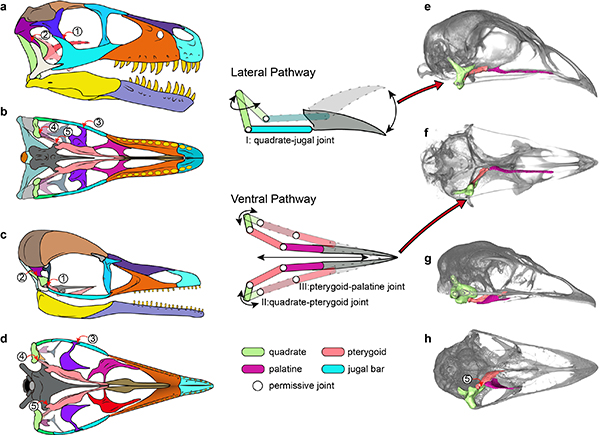 a
② ①
b
④ ⑤ ③
c
② ①
d
④ ③
⑤
Lateral Pathway
I: quadrate-jugal joint
Ventral Pathway
III:pterygoid-palatine joint
II:quadrate-pterygoid joint
quadrate pterygoid
palatine jugal bar
permissive joint
e
f
g
h
⑤